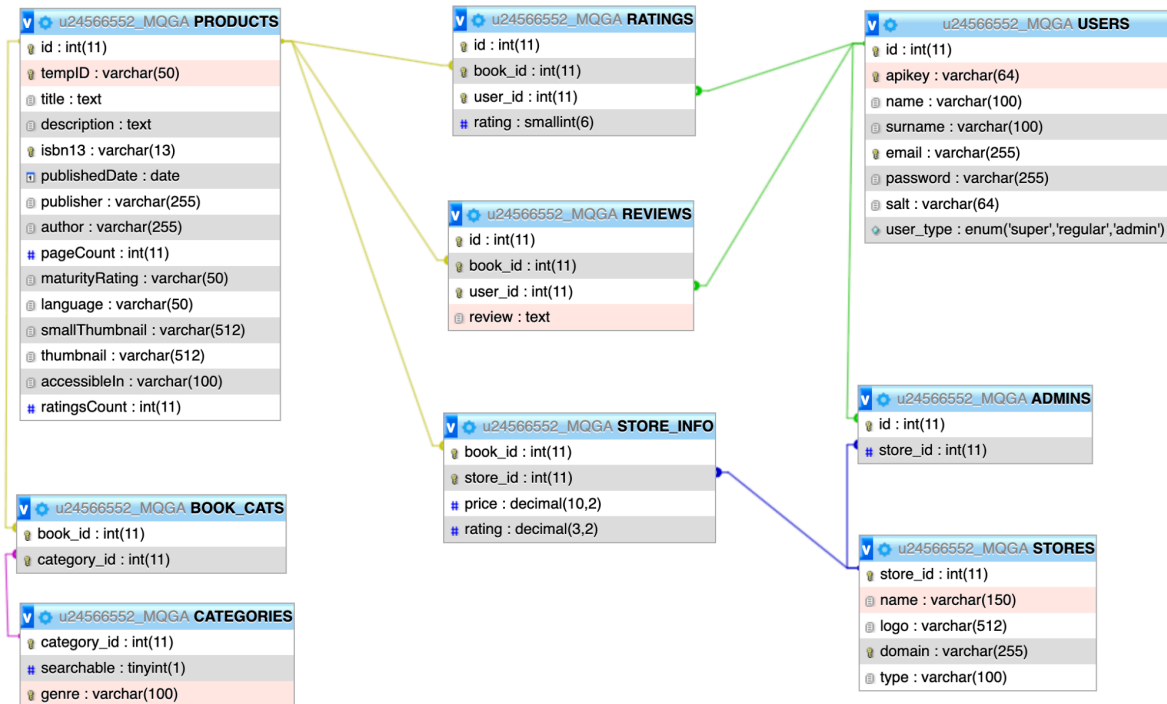 u24566552_MQGA PRODUCTS
id : int(11)
tempID : varchar(50)
title : text
description : text
isbn13 : varchar(13)
publishedDate : date
publisher : varchar(255)
author : varchar(255)
pageCount : int(11)
maturityRating : varchar(50)
language : varchar(50)
smallThumbnail : varchar(512)
thumbnail : varchar(512)
accessibleIn : varchar(100)
ratingsCount : int(11)
u24566552_MQGA BOOK_CATS
book_id : int(11)
category_id : int(11)
u24566552_MQGA CATEGORIES
category_id : int(11)
searchable : tinyint(1)
genre : varchar(100)
u24566552_MQGA RATINGS
id : int(11)
book_id : int(11)
user_id : int(11)
rating : smallint(6)
u24566552_MQGA REVIEWS
id : int(11)
book_id : int(11)
user_id : int(11)
review : text
u24566552_MQGA STORE_INFO
book_id : int(11)
store_id : int(11)
price : decimal(10,2)
rating : decimal(3,2)
u24566552_MQGA USERS
id : int(11)
apikey : varchar(64)
name : varchar(100)
surname : varchar(100)
email : varchar(255)
password : varchar(255)
salt : varchar(64)
user_type : enum('super','regular','admin')
u24566552_MQGA ADMINS
id : int(11)
store_id : int(11)
u24566552_MQGA STORES
store_id : int(11)
name : varchar(150)
logo : varchar(512)
domain : varchar(255)
type : varchar(100)